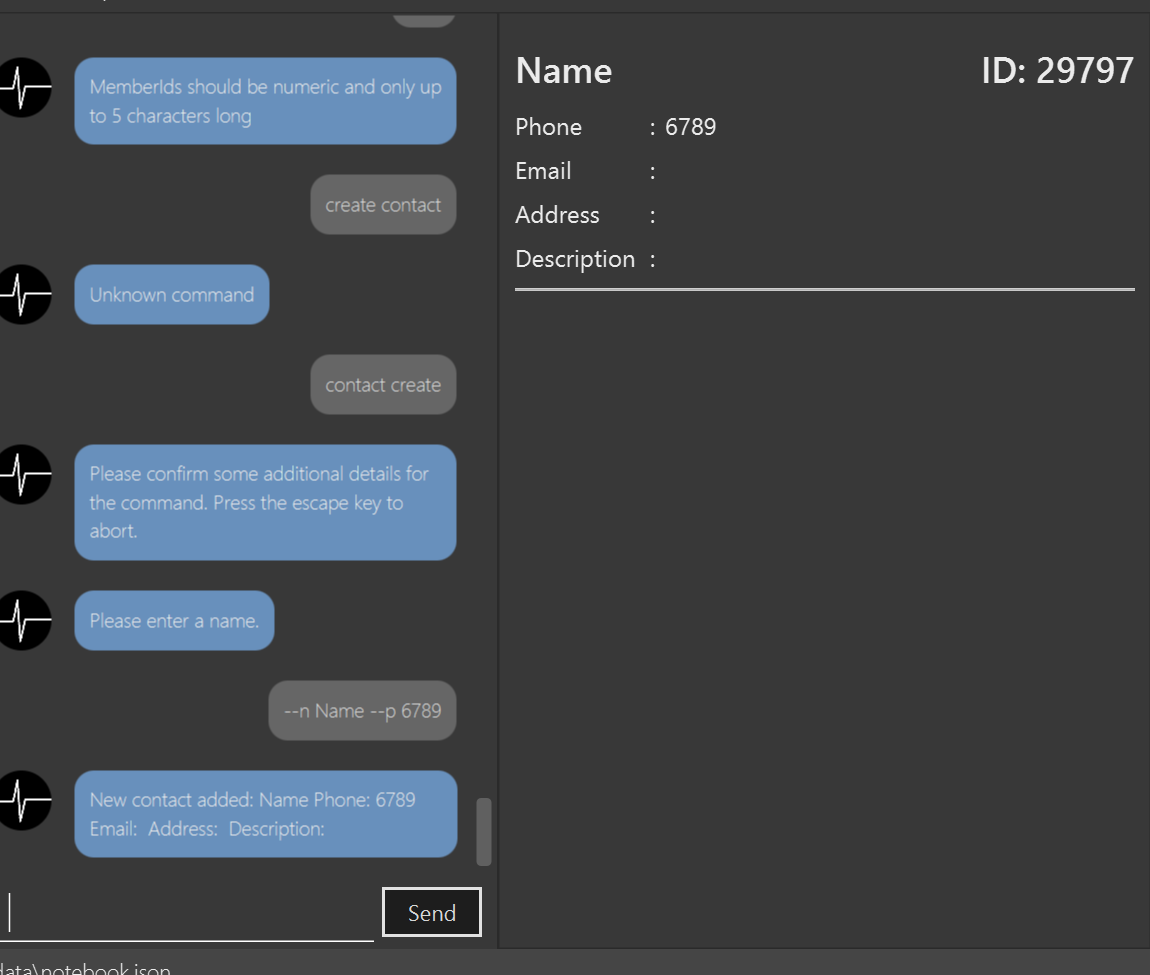 MemberIds should be numeric and only up
to 5 characters long
create contact
Unknown command
contact create
Please confirm some additional details for
the command. Press the escape key to
abort.
Please enter a name.
--n Name --p 6789
New contact added: Name Phone: 6789
Email:  Address:  Description:
Send
data\notebook.json
Name ID: 29797
Phone : 6789
Email :
Address :
Description :